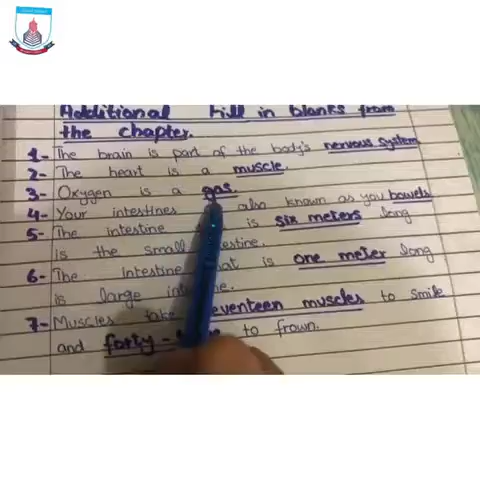 Additional Fill in blanks from
the chapter.
1- The brain is part of the body's nervous system
2- The heart is a muscle.
3- Oxygen is a gas.
4- Your intestines also known as you bowels
5- The intestine is six meters long
is the small
6- The Intestine is one meter long
is large
7- Muscles take seventeen muscles to smile
and forty- to frown.